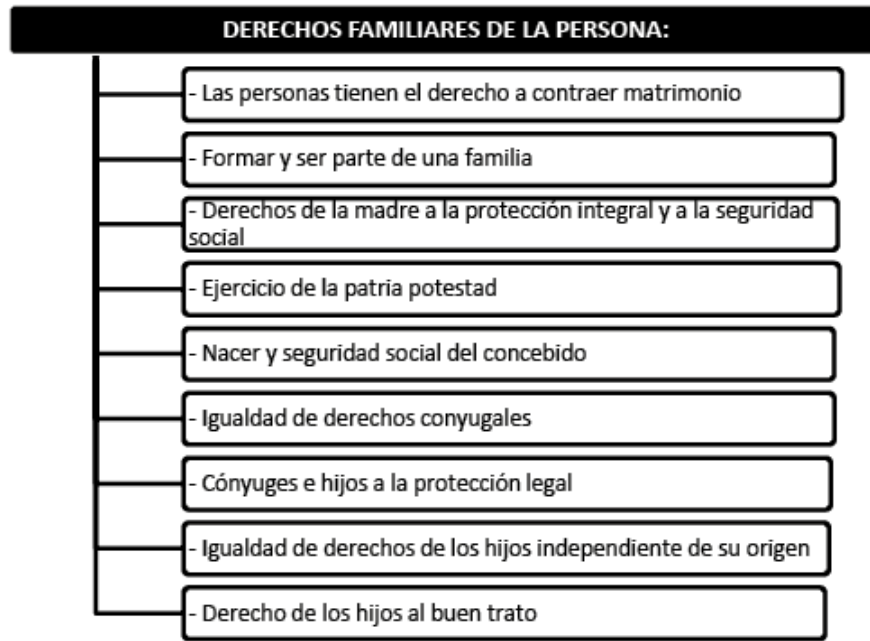 DERECHOS FAMILIARES DE LA PERSONA:
- Las personas tienen el derecho a contraer matrimonio
- Formar y ser parte de una familia
- Derechos de la madre a la protección integral y a la seguridad
social
- Ejercicio de la patria potestad
- Nacer y seguridad social del concebido
- Igualdad de derechos conyugales
- Cónyuges e hijos a la protección legal
- Igualdad de derechos de los hijos independiente de su origen
- Derecho de los hijos al buen trato